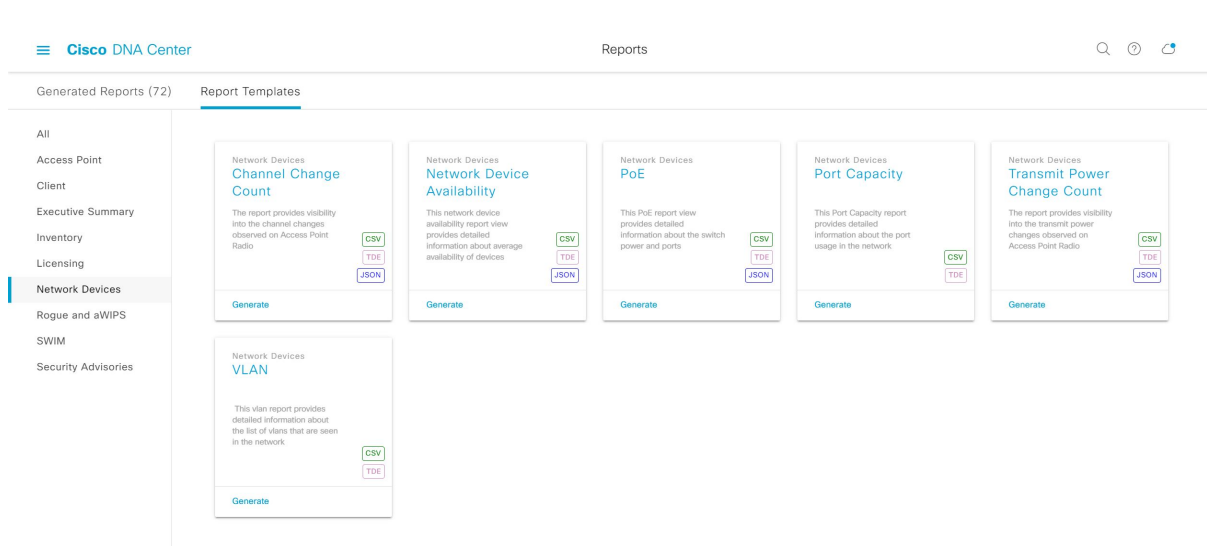 Cisco DNA Center
Reports
Generated Reports (72)
Report Templates
All
Access Point
Client
Executive Summary
Inventory
Licensing
Network Devices
Rogue and aWIPS
SWIM
Security Advisories
Network Devices
Channel Change
Count
The report provides visibility
into the channel changes
observed on Access Point
Radio
CSV
TDE
JSON
Generate
Network Devices
Network Device
Availability
This network device
availability report view
provides detailed
information about average
availability of devices
CSV
TDE
JSON
Generate
Network Devices
PoE
This PoE report view
provides detailed
information about the switch
power and ports
CSV
TDE
JSON
Generate
Network Devices
Port Capacity
This Port Capacity report
provides detailed
information about the port
usage in the network
CSV
TDE
Generate
Network Devices
Transmit Power
Change Count
The report provides visibility
into the transmit power
changes observed on
Access Point Radio
CSV
TDE
JSON
Generate
Network Devices
VLAN
This vlan report provides
detailed information about
the list of vlans that are seen
in the network
CSV
TDE
Generate